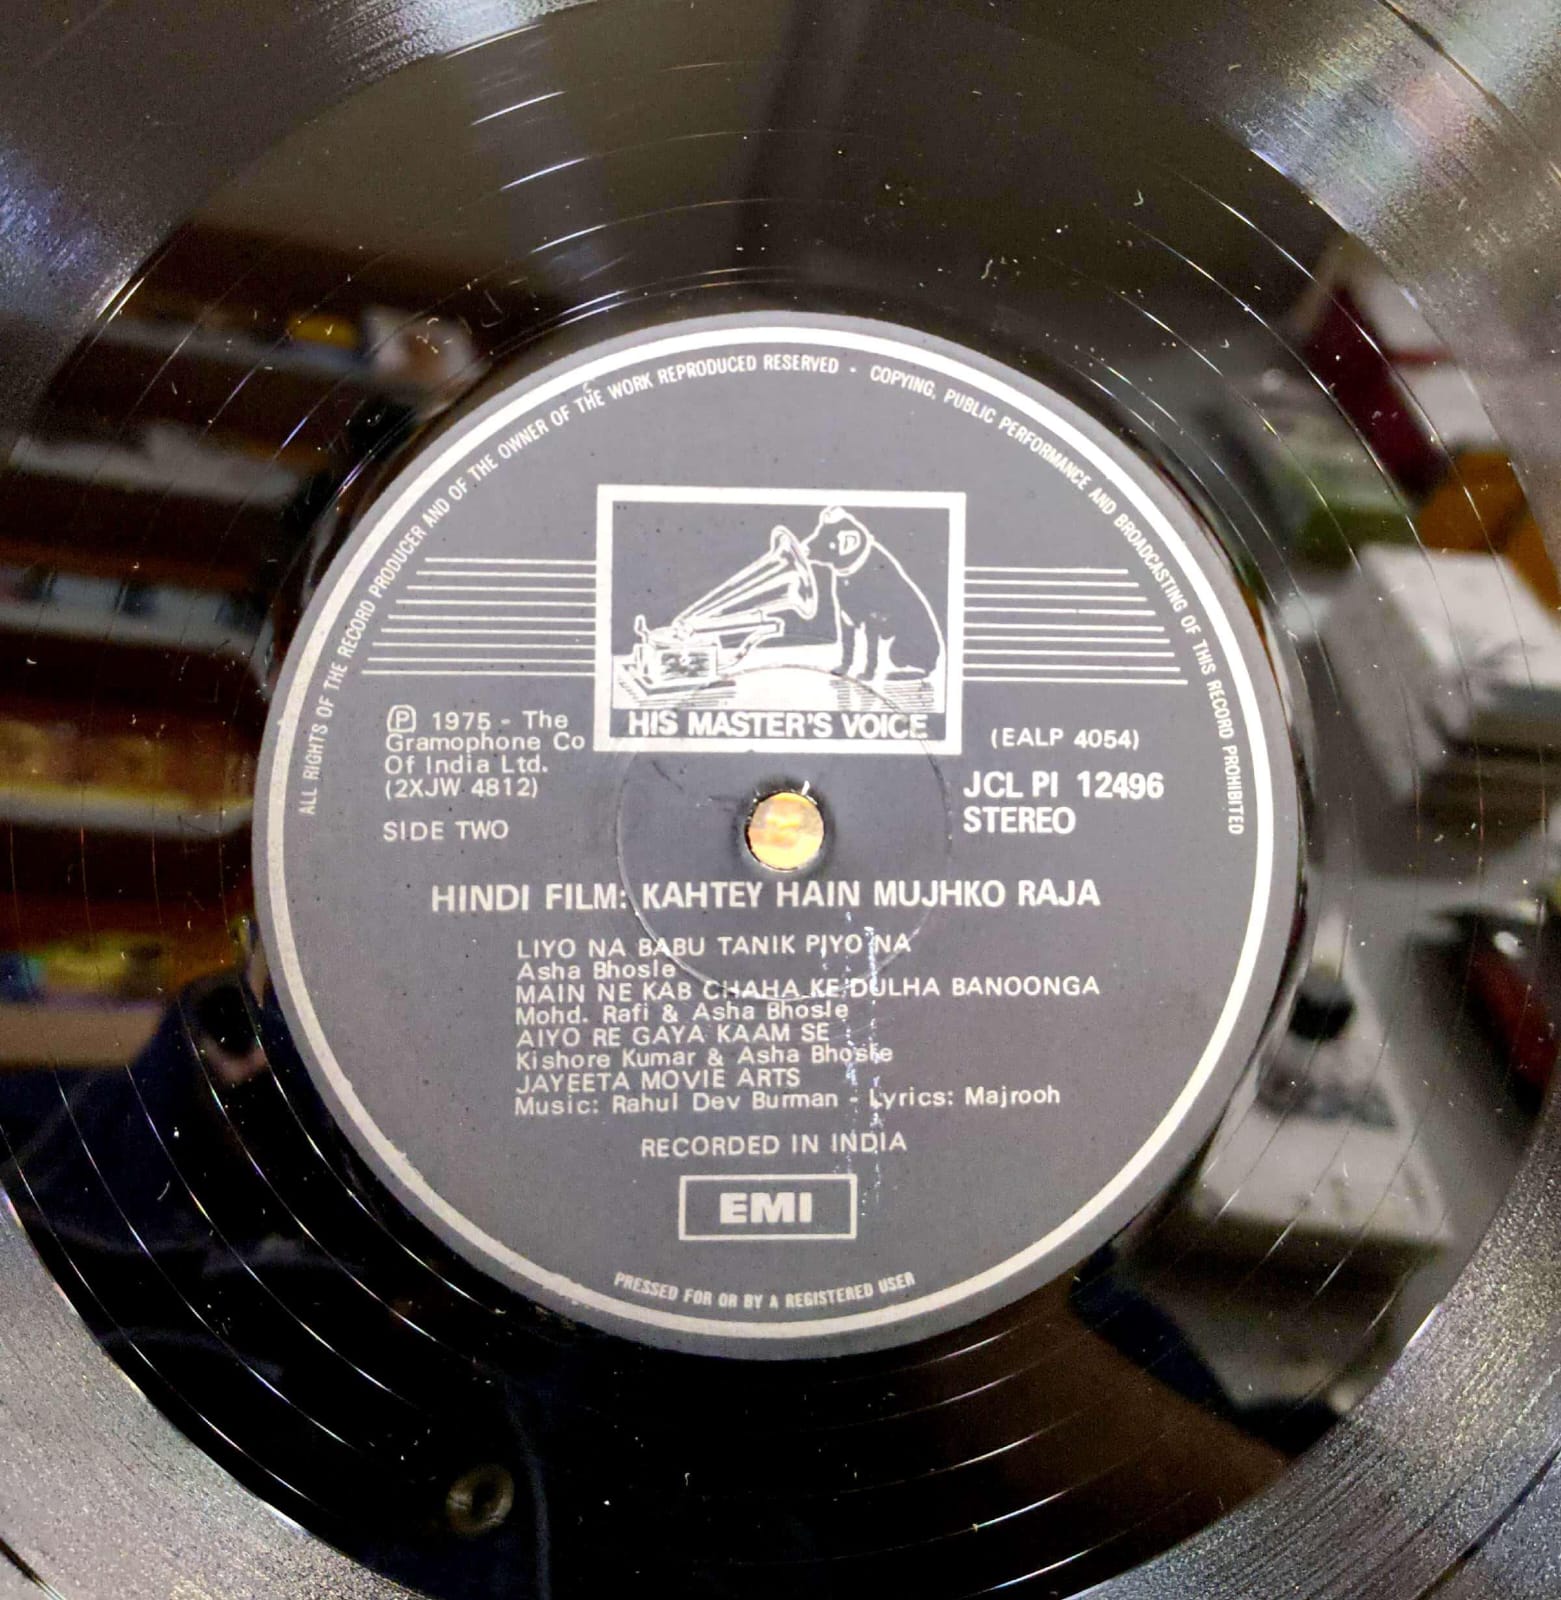 ALL RIGHTS OF THE RECORD PRODUCER AND OF THE OWNER OF THE WORK REPRODUCED RESERVED · COPYING, PUBLIC PERFORMANCE AND BROADCASTING OF THIS RECORD PROHIBITED
HIS MASTER'S VOICE
Ⓟ 1975 - The
Gramophone Co
Of India Ltd.
(2XJW 4812)
SIDE TWO
(EALP 4054)
JCLPI 12496
STEREO
HINDI FILM: KAHTEY HAIN MUJHKO RAJA
LIYO NA BABU TANIK PIYO NA
Asha Bhosle
MAIN NE KAB CHAHA KE DULHA BANOONGA
Mohd. Rafi & Asha Bhosle
AIYO RE GAYA KAAM SE
Kishore Kumar & Asha Bhosle
JAYEETA MOVIE ARTS
Music: Rahul Dev Burman - Lyrics: Majrooh
RECORDED IN INDIA
EMI
PRESSED FOR OR BY A REGISTERED USER